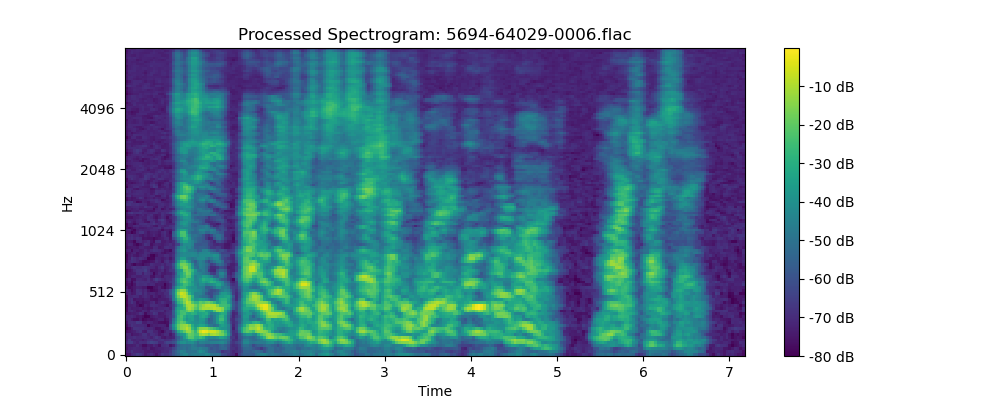 Processed Spectrogram: 5694-64029-0006.flac
4096
2048
1024
512
0
Hz
0 1 2 3 4 5 6 7
Time
-10 dB
-20 dB
-30 dB
-40 dB
-50 dB
-60 dB
-70 dB
-80 dB